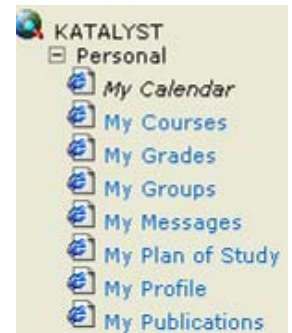 KATALYST
Personal
My Calendar
My Courses
My Grades
My Groups
My Messages
My Plan of Study
My Profile
My Publications